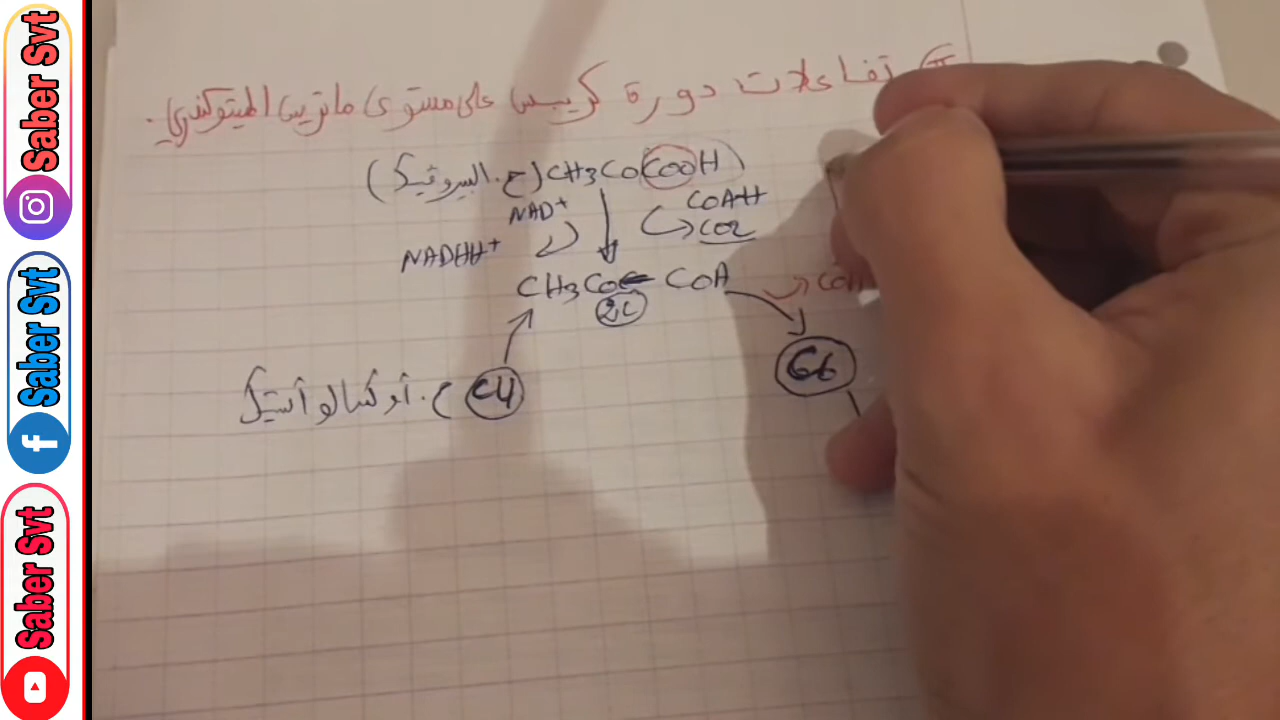 تفاعلات دورة كريبس على مستوى ماتريس الميتوكندري.
CH3COCOOH (ح. البيروفيك)
NAD+
COAH
CO2
NADHH+
CH3CO COA
2C
C6
C4 ح. أوكسالوأستيك
Saber Svt
Saber Svt
Saber Svt